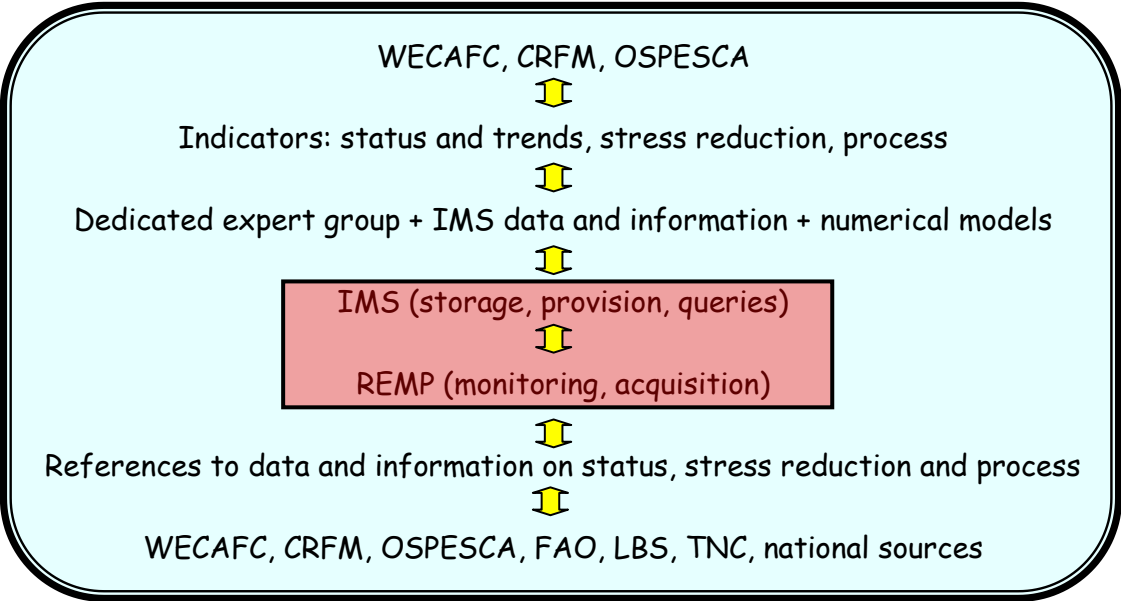 WECAFC, CRFM, OSPESCA
Indicators: status and trends, stress reduction, process
Dedicated expert group + IMS data and information + numerical models
IMS (storage, provision, queries)
REMP (monitoring, acquisition)
References to data and information on status, stress reduction and process
WECAFC, CRFM, OSPESCA, FAO, LBS, TNC, national sources